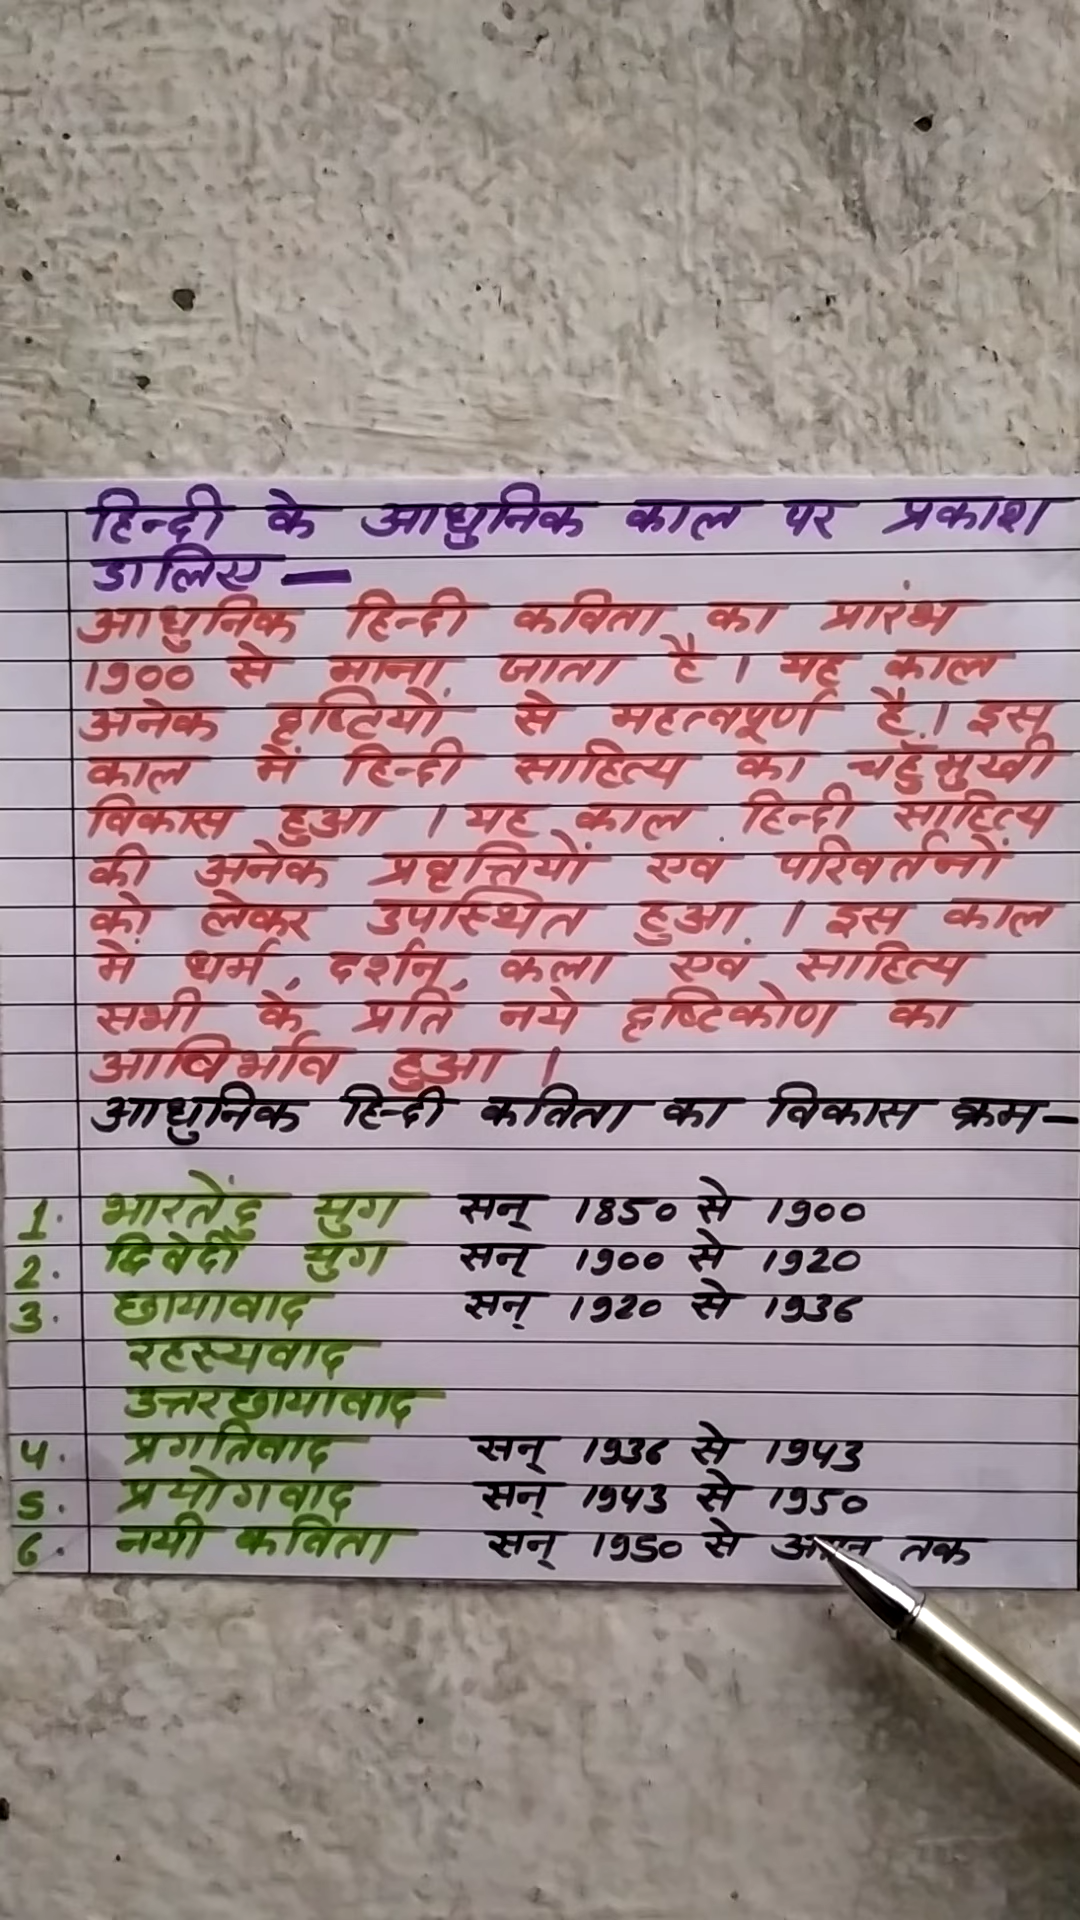 हिन्दी के आधुनिक काल पर प्रकाश
डालिए —
आधुनिक हिन्दी कविता का प्रारंभ
1900 से माना जाता है । यह काल
अनेक दृष्टियों से महत्वपूर्ण है । इस
काल में हिन्दी साहित्य का चहुँमुखी
विकास हुआ । यह काल हिन्दी साहित्य
की अनेक प्रवृत्तियों एवं परिवर्तनों
को लेकर उपस्थित हुआ । इस काल
में धर्म, दर्शन, कला एवं साहित्य
सभी के प्रति नये दृष्टिकोण का
आविर्भाव हुआ ।
आधुनिक हिन्दी कविता का विकास क्रम—
1. भारतेंदु युग सन् 1850 से 1900
2. द्विवेदी युग सन् 1900 से 1920
3. छायावाद सन् 1920 से 1936
रहस्यवाद
उत्तरछायावाद
4. प्रगतिवाद सन् 1936 से 1943
5. प्रयोगवाद सन् 1943 से 1950
6. नयी कविता सन् 1950 से तक